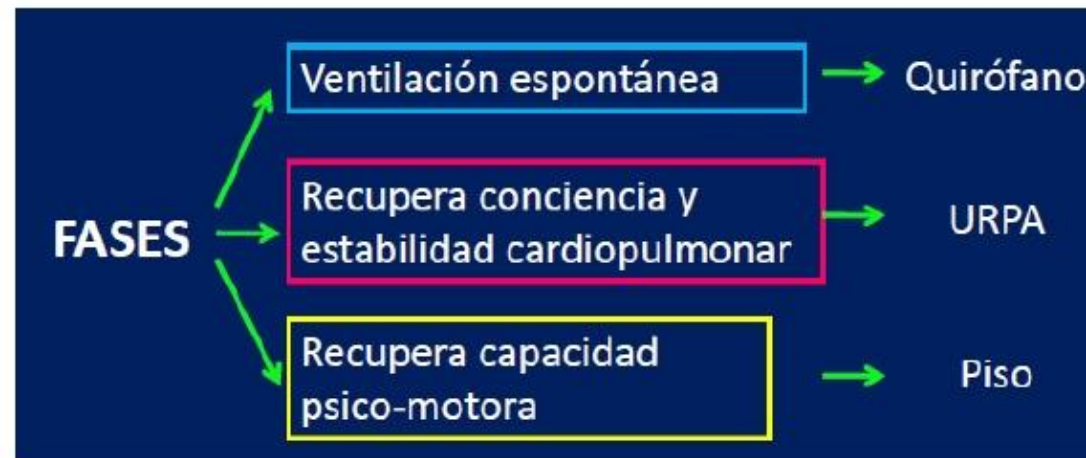 FASES
Ventilación espontánea
Quirófano
Recupera conciencia y
estabilidad cardiopulmonar
URPA
Recupera capacidad
psico-motora
Piso